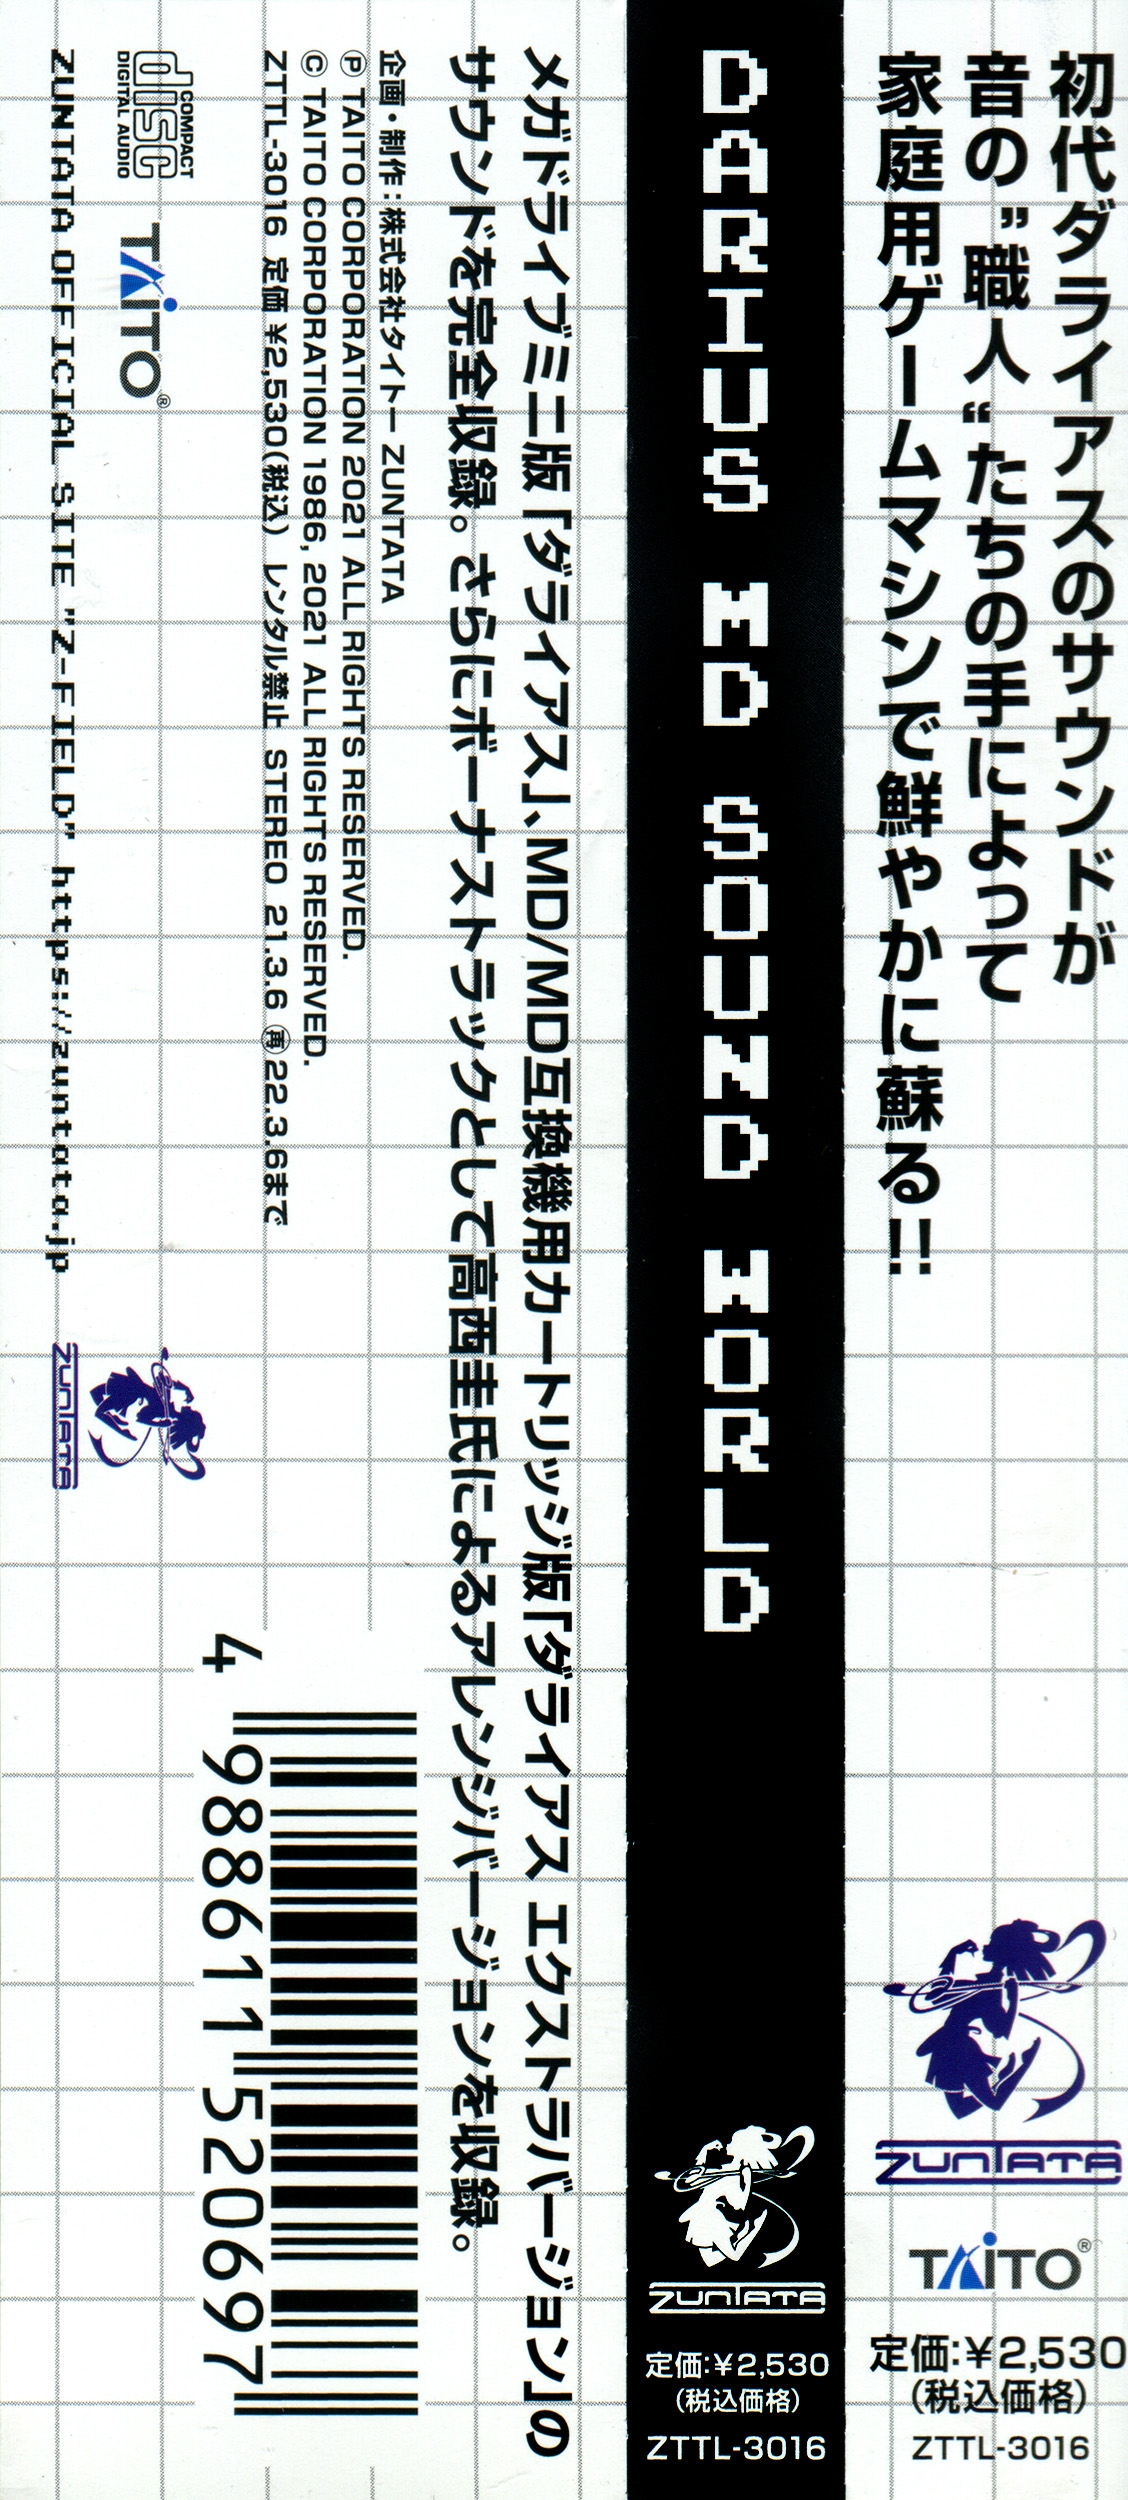 初代ダライアスのサウンドが
音の”職人“たちの手によって
家庭用ゲームマシンで鮮やかに蘇る!!
ZUNTATA
TAITO®
定価:¥2,530
(税込価格)
ZTTL-3016
DARIUS MD SOUND WORLD
ZUNTATA
定価:¥2,530
(税込価格)
ZTTL-3016
メガドライブミニ版「ダライアス」、MD/MD互換機用カートリッジ版「ダライアス エクストラバージョン」の
サウンドを完全収録。さらにボーナストラックとして高西圭氏によるアレンジバージョンを収録。
企画・制作:株式会社タイトー ZUNTATA
Ⓟ TAITO CORPORATION 2021 ALL RIGHTS RESERVED.
Ⓒ TAITO CORPORATION 1986, 2021 ALL RIGHTS RESERVED.
ZTTL-3016 定価 ¥2,530(税込) レンタル禁止 STEREO 21.3.6 ㊢22.3.6まで
COMPACT
disc
DIGITAL AUDIO
TAITO®
ZUNTATA OFFICIAL SITE "Z-FIELD" https://zuntata.jp
ZUNTATA
4 988611 520697